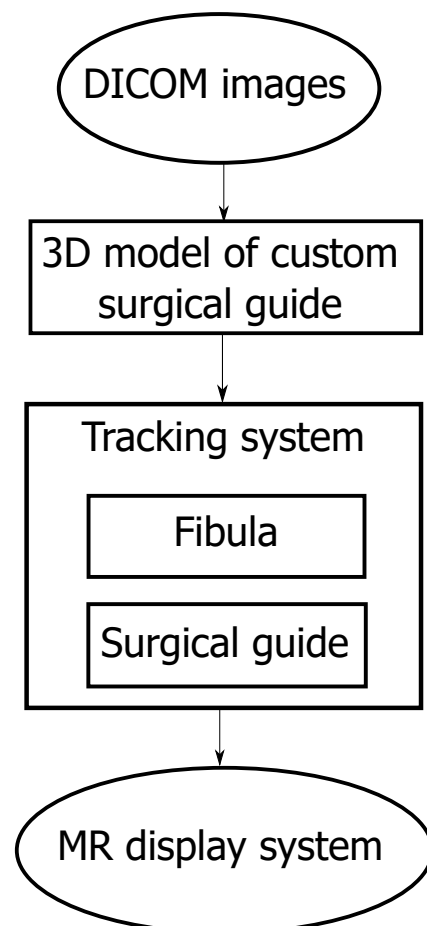 DICOM images
3D model of custom
surgical guide
Tracking system
Fibula
Surgical guide
MR display system